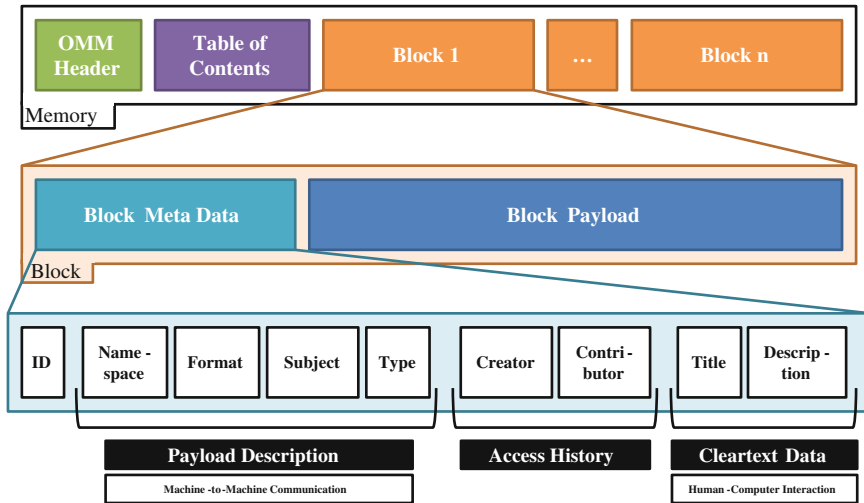 OMM
Header
Table of
Contents
Block 1
...
Block n
Memory
Block Meta Data
Block Payload
Block
ID
Name -
space
Format
Subject
Type
Creator
Contri -
butor
Title
Descrip -
tion
Payload Description
Access History
Cleartext Data
Machine -to-Machine Communication
Human -Computer Interaction